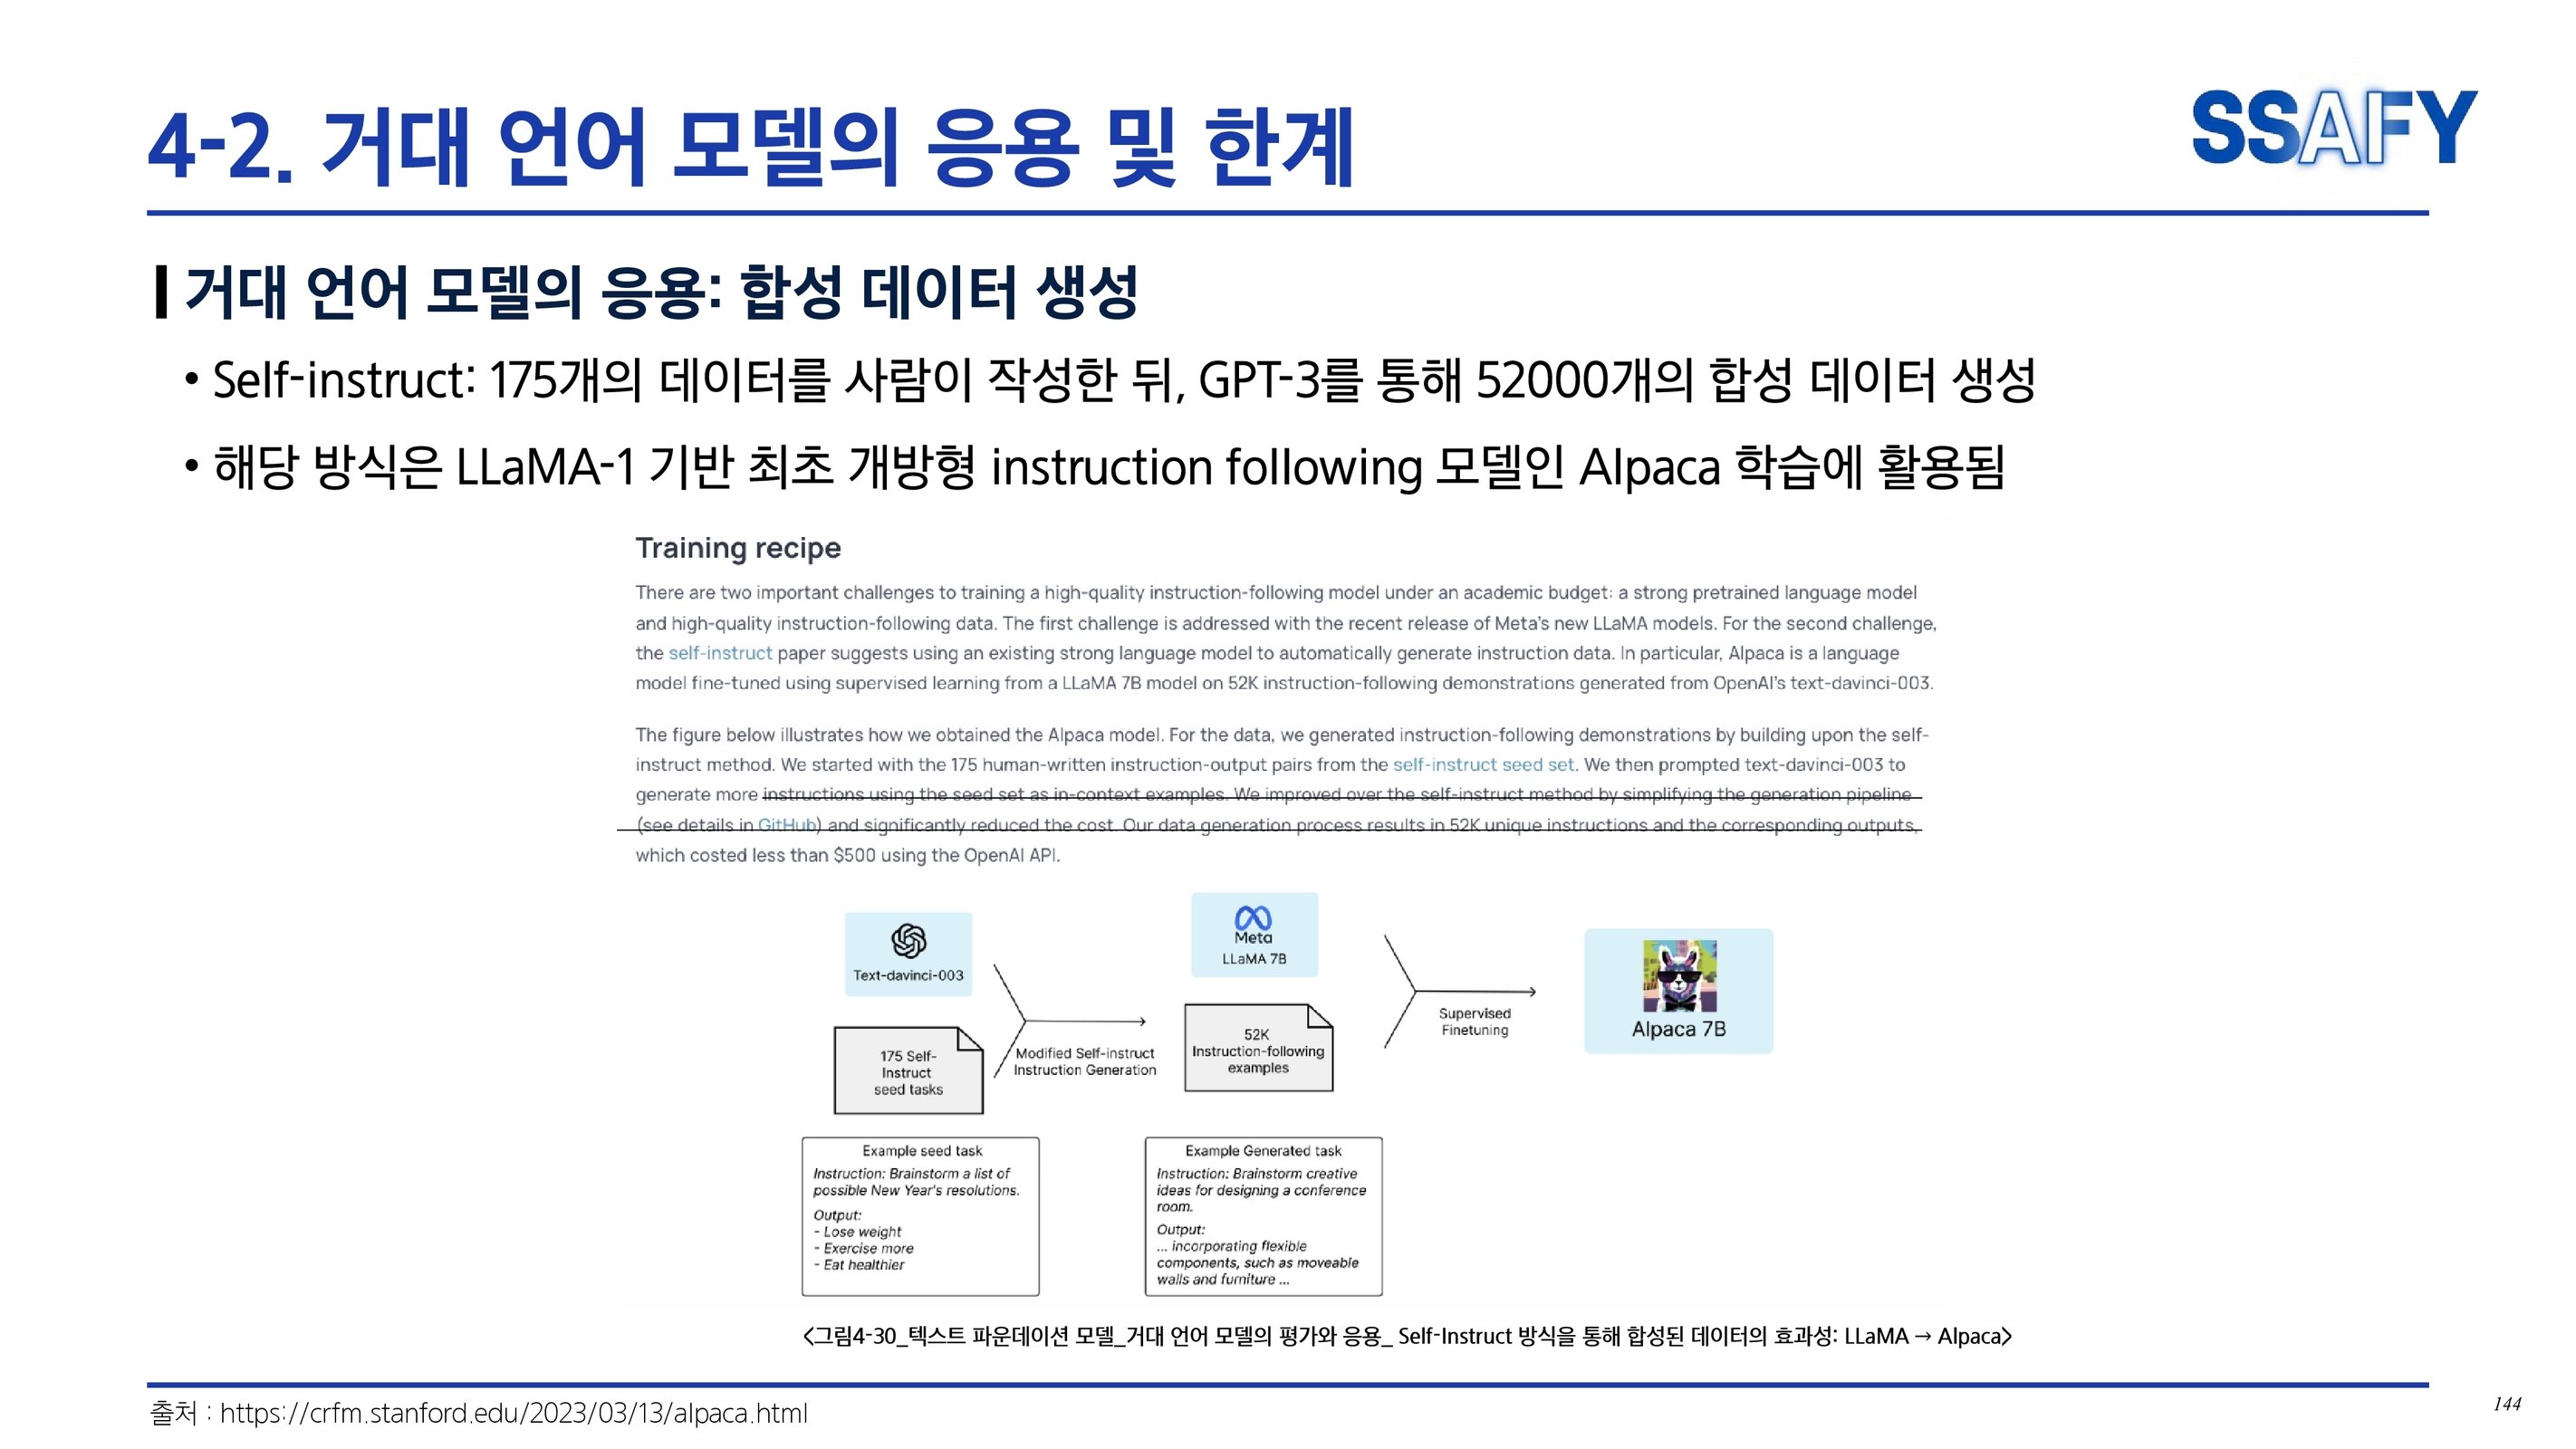 4-2. 거대 언어 모델의 응용 및 한계
SSAFY
거대 언어 모델의 응용: 합성 데이터 생성
• Self-instruct: 175개의 데이터를 사람이 작성한 뒤, GPT-3를 통해 52000개의 합성 데이터 생성
• 해당 방식은 LLaMA-1 기반 최초 개방형 instruction following 모델인 Alpaca 학습에 활용됨
Training recipe
There are two important challenges to training a high-quality instruction-following model under an academic budget: a strong pretrained language model
and high-quality instruction-following data. The first challenge is addressed with the recent release of Meta's new LLaMA models. For the second challenge,
the self-instruct paper suggests using an existing strong language model to automatically generate instruction data. In particular, Alpaca is a language
model fine-tuned using supervised learning from a LLaMA 7B model on 52K instruction-following demonstrations generated from OpenAI's text-davinci-003.
The figure below illustrates how we obtained the Alpaca model. For the data, we generated instruction-following demonstrations by building upon the self-
instruct method. We started with the 175 human-written instruction-output pairs from the self-instruct seed set. We then prompted text-davinci-003 to
generate more instructions using the seed set as in-context examples. We improved over the self-instruct method by simplifying the generation pipeline
(see details in GitHub) and significantly reduced the cost. Our data generation process results in 52K unique instructions and the corresponding outputs,
which costed less than $500 using the OpenAI API.
Text-davinci-003
175 Self-
Instruct
seed tasks
Modified Self-instruct
Instruction Generation
Meta
LLaMA 7B
52K
Instruction-following
examples
Supervised
Finetuning
Alpaca 7B
Example seed task
Instruction: Brainstorm a list of
possible New Year's resolutions.
Output:
- Lose weight
- Exercise more
- Eat healthier
Example Generated task
Instruction: Brainstorm creative
ideas for designing a conference
room.
Output:
... incorporating flexible
components, such as moveable
walls and furniture ...
<그림4-30_텍스트 파운데이션 모델_거대 언어 모델의 평가와 응용_ Self-Instruct 방식을 통해 합성된 데이터의 효과성: LLaMA → Alpaca>
출처 : https://crfm.stanford.edu/2023/03/13/alpaca.html
144